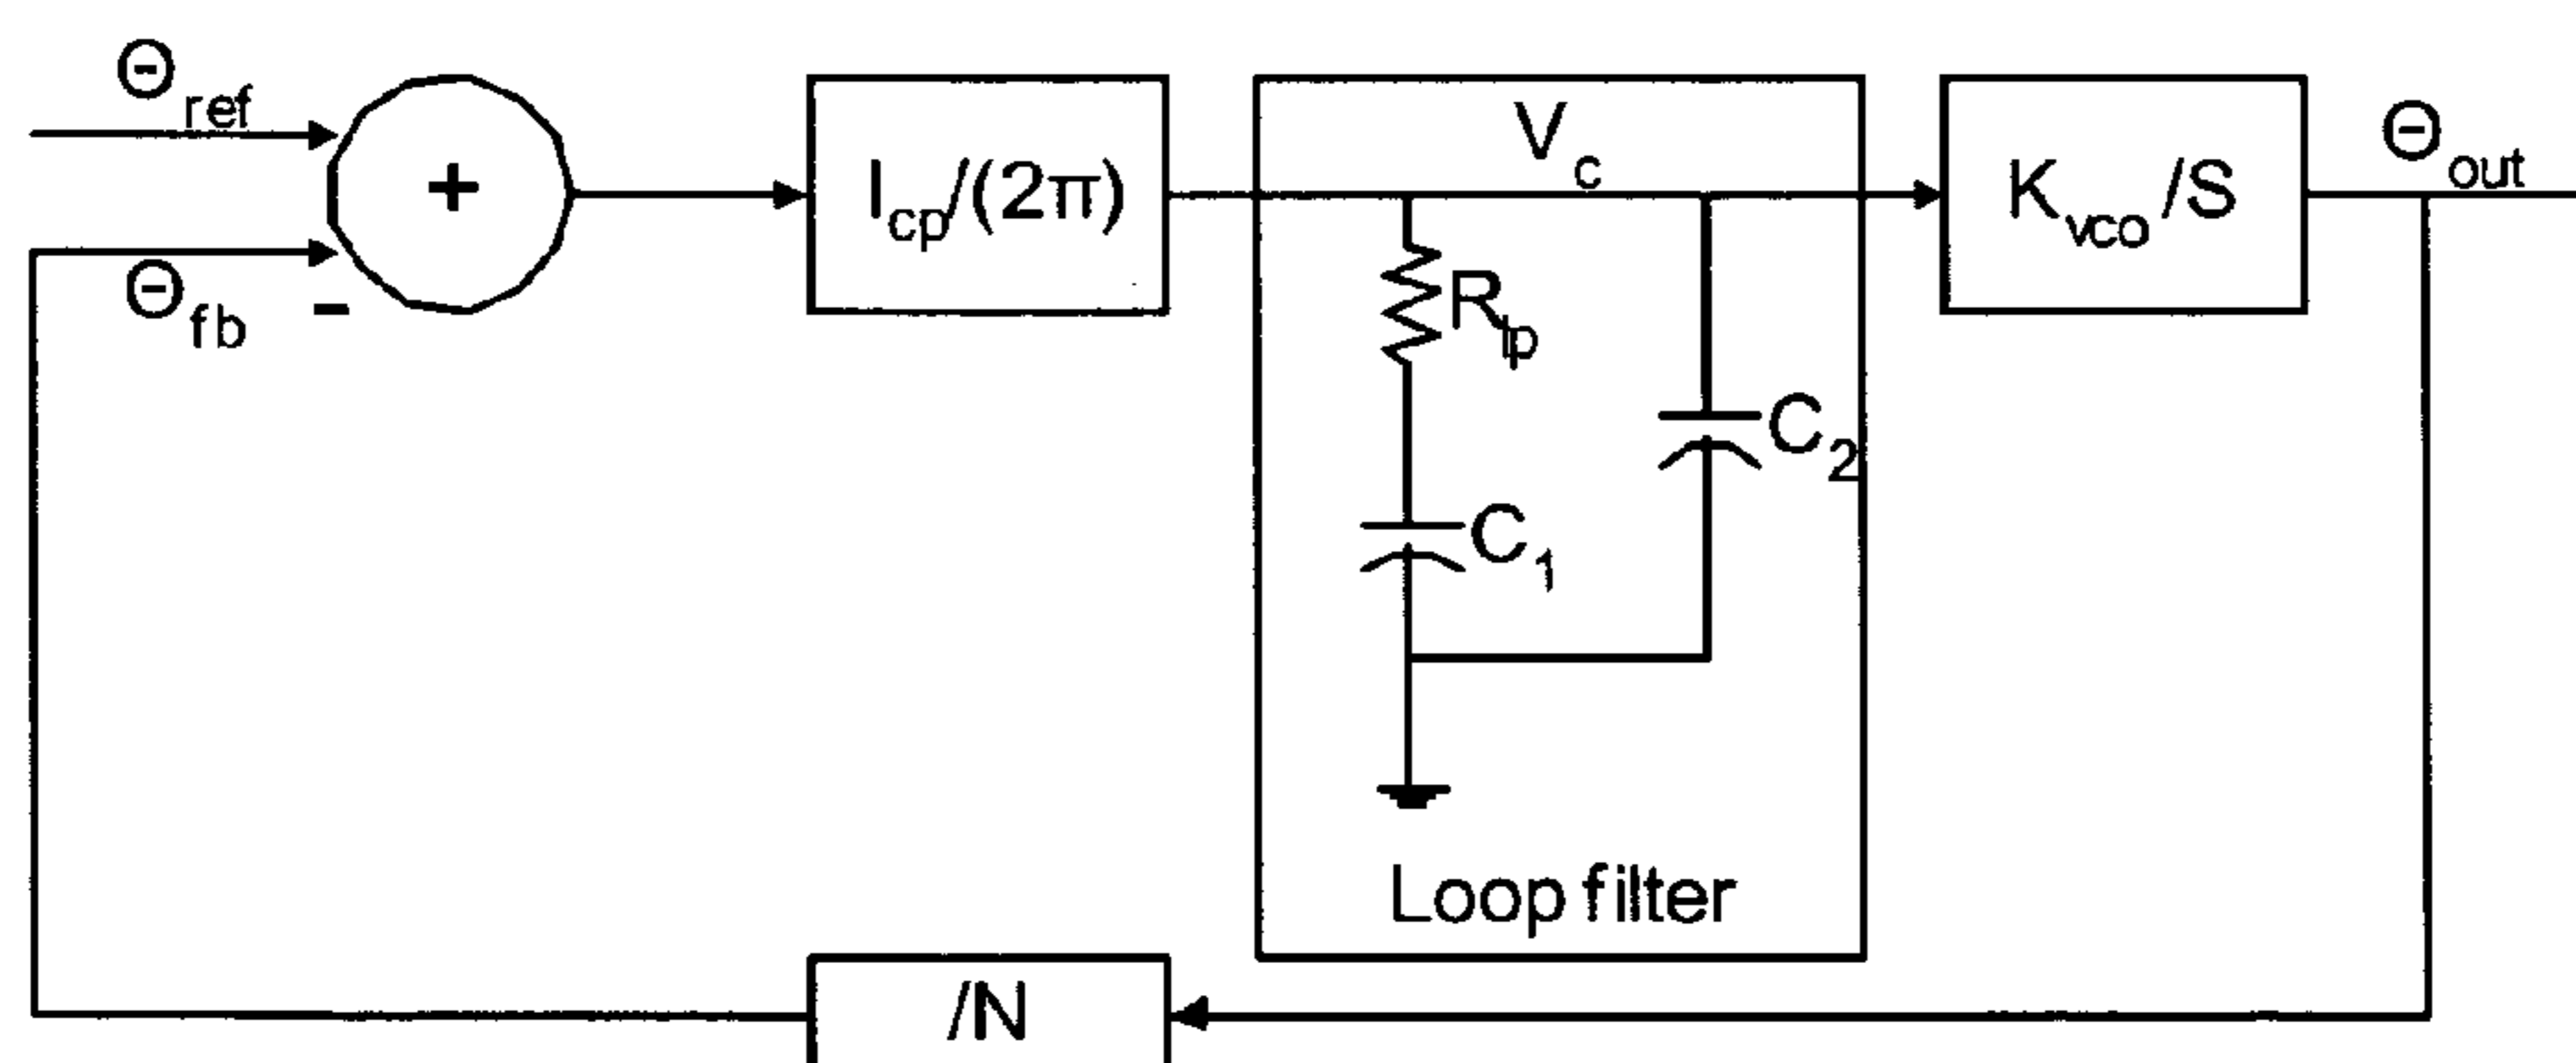 Θref
Icp/(2π)
Vc
Kvco/S
Θout
+
Θfb
-
Rlp
C2
C1
Loop filter
/N